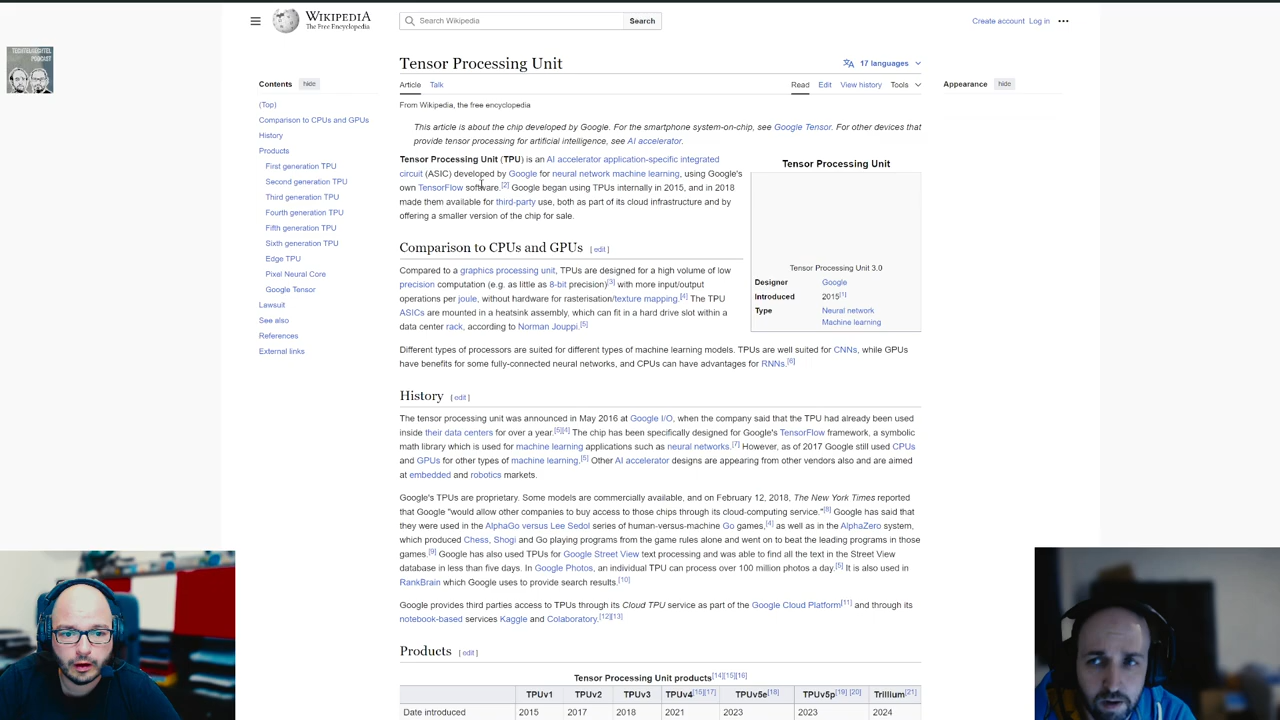 WIKIPEDIA
The Free Encyclopedia
Search Wikipedia
Search
Create account Log in
TECHTELMECHTEL
PODCAST
Tensor Processing Unit
17 languages
Contents hide
Article Talk
Read Edit View history Tools
Appearance hide
(Top)
Comparison to CPUs and GPUs
History
Products
First generation TPU
Second generation TPU
Third generation TPU
Fourth generation TPU
Fifth generation TPU
Sixth generation TPU
Edge TPU
Pixel Neural Core
Google Tensor
Lawsuit
See also
References
External links
From Wikipedia, the free encyclopedia
This article is about the chip developed by Google. For the smartphone system-on-chip, see Google Tensor. For other devices that
provide tensor processing for artificial intelligence, see AI accelerator.
Tensor Processing Unit (TPU) is an AI accelerator application-specific integrated
circuit (ASIC) developed by Google for neural network machine learning, using Google's
own TensorFlow software.[2] Google began using TPUs internally in 2015, and in 2018
made them available for third-party use, both as part of its cloud infrastructure and by
offering a smaller version of the chip for sale.
Tensor Processing Unit
Tensor Processing Unit 3.0
Designer Google
Introduced 2015[1]
Type Neural network
Machine learning
Comparison to CPUs and GPUs [ edit ]
Compared to a graphics processing unit, TPUs are designed for a high volume of low
precision computation (e.g. as little as 8-bit precision)[3] with more input/output
operations per joule, without hardware for rasterisation/texture mapping.[4] The TPU
ASICs are mounted in a heatsink assembly, which can fit in a hard drive slot within a
data center rack, according to Norman Jouppi.[5]
Different types of processors are suited for different types of machine learning models. TPUs are well suited for CNNs, while GPUs
have benefits for some fully-connected neural networks, and CPUs can have advantages for RNNs.[6]
History [ edit ]
The tensor processing unit was announced in May 2016 at Google I/O, when the company said that the TPU had already been used
inside their data centers for over a year.[5][4] The chip has been specifically designed for Google's TensorFlow framework, a symbolic
math library which is used for machine learning applications such as neural networks.[7] However, as of 2017 Google still used CPUs
and GPUs for other types of machine learning.[5] Other AI accelerator designs are appearing from other vendors also and are aimed
at embedded and robotics markets.
Google's TPUs are proprietary. Some models are commercially available, and on February 12, 2018, The New York Times reported
that Google "would allow other companies to buy access to those chips through its cloud-computing service."[8] Google has said that
they were used in the AlphaGo versus Lee Sedol series of human-versus-machine Go games,[4] as well as in the AlphaZero system,
which produced Chess, Shogi and Go playing programs from the game rules alone and went on to beat the leading programs in those
games.[9] Google has also used TPUs for Google Street View text processing and was able to find all the text in the Street View
database in less than five days. In Google Photos, an individual TPU can process over 100 million photos a day.[5] It is also used in
RankBrain which Google uses to provide search results.[10]
Google provides third parties access to TPUs through its Cloud TPU service as part of the Google Cloud Platform[11] and through its
notebook-based services Kaggle and Colaboratory.[12][13]
Products [ edit ]
Tensor Processing Unit products[14][15][16]
TPUv1 TPUv2 TPUv3 TPUv4[15][17] TPUv5e[18] TPUv5p[19] [20] Trillium[21]
Date introduced 2015 2017 2018 2021 2023 2023 2024